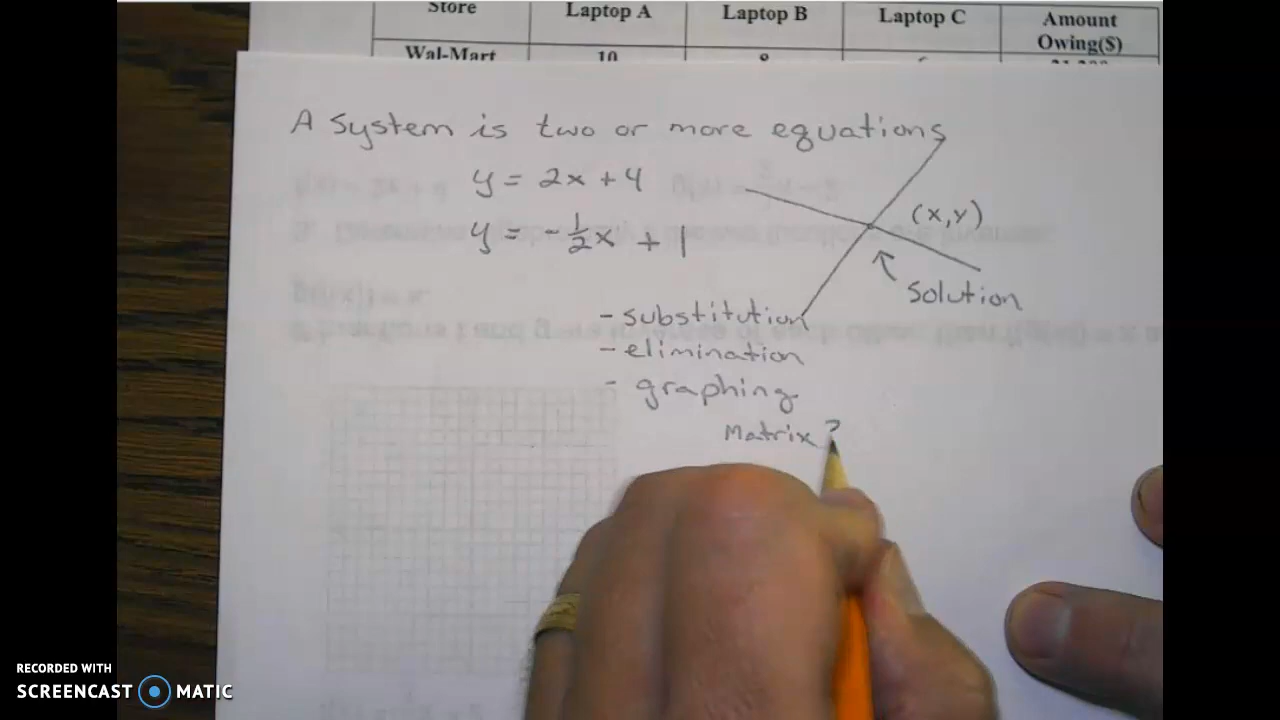 Store Laptop A Laptop B Laptop C Amount Owing($)
Wal-Mart 10
A System is two or more equations
y = 2x + 4
y = -1/2x + 1
(x,y)
Solution
- substitution
- elimination
- graphing
Matrix ?
RECORDED WITH
SCREENCAST MATIC